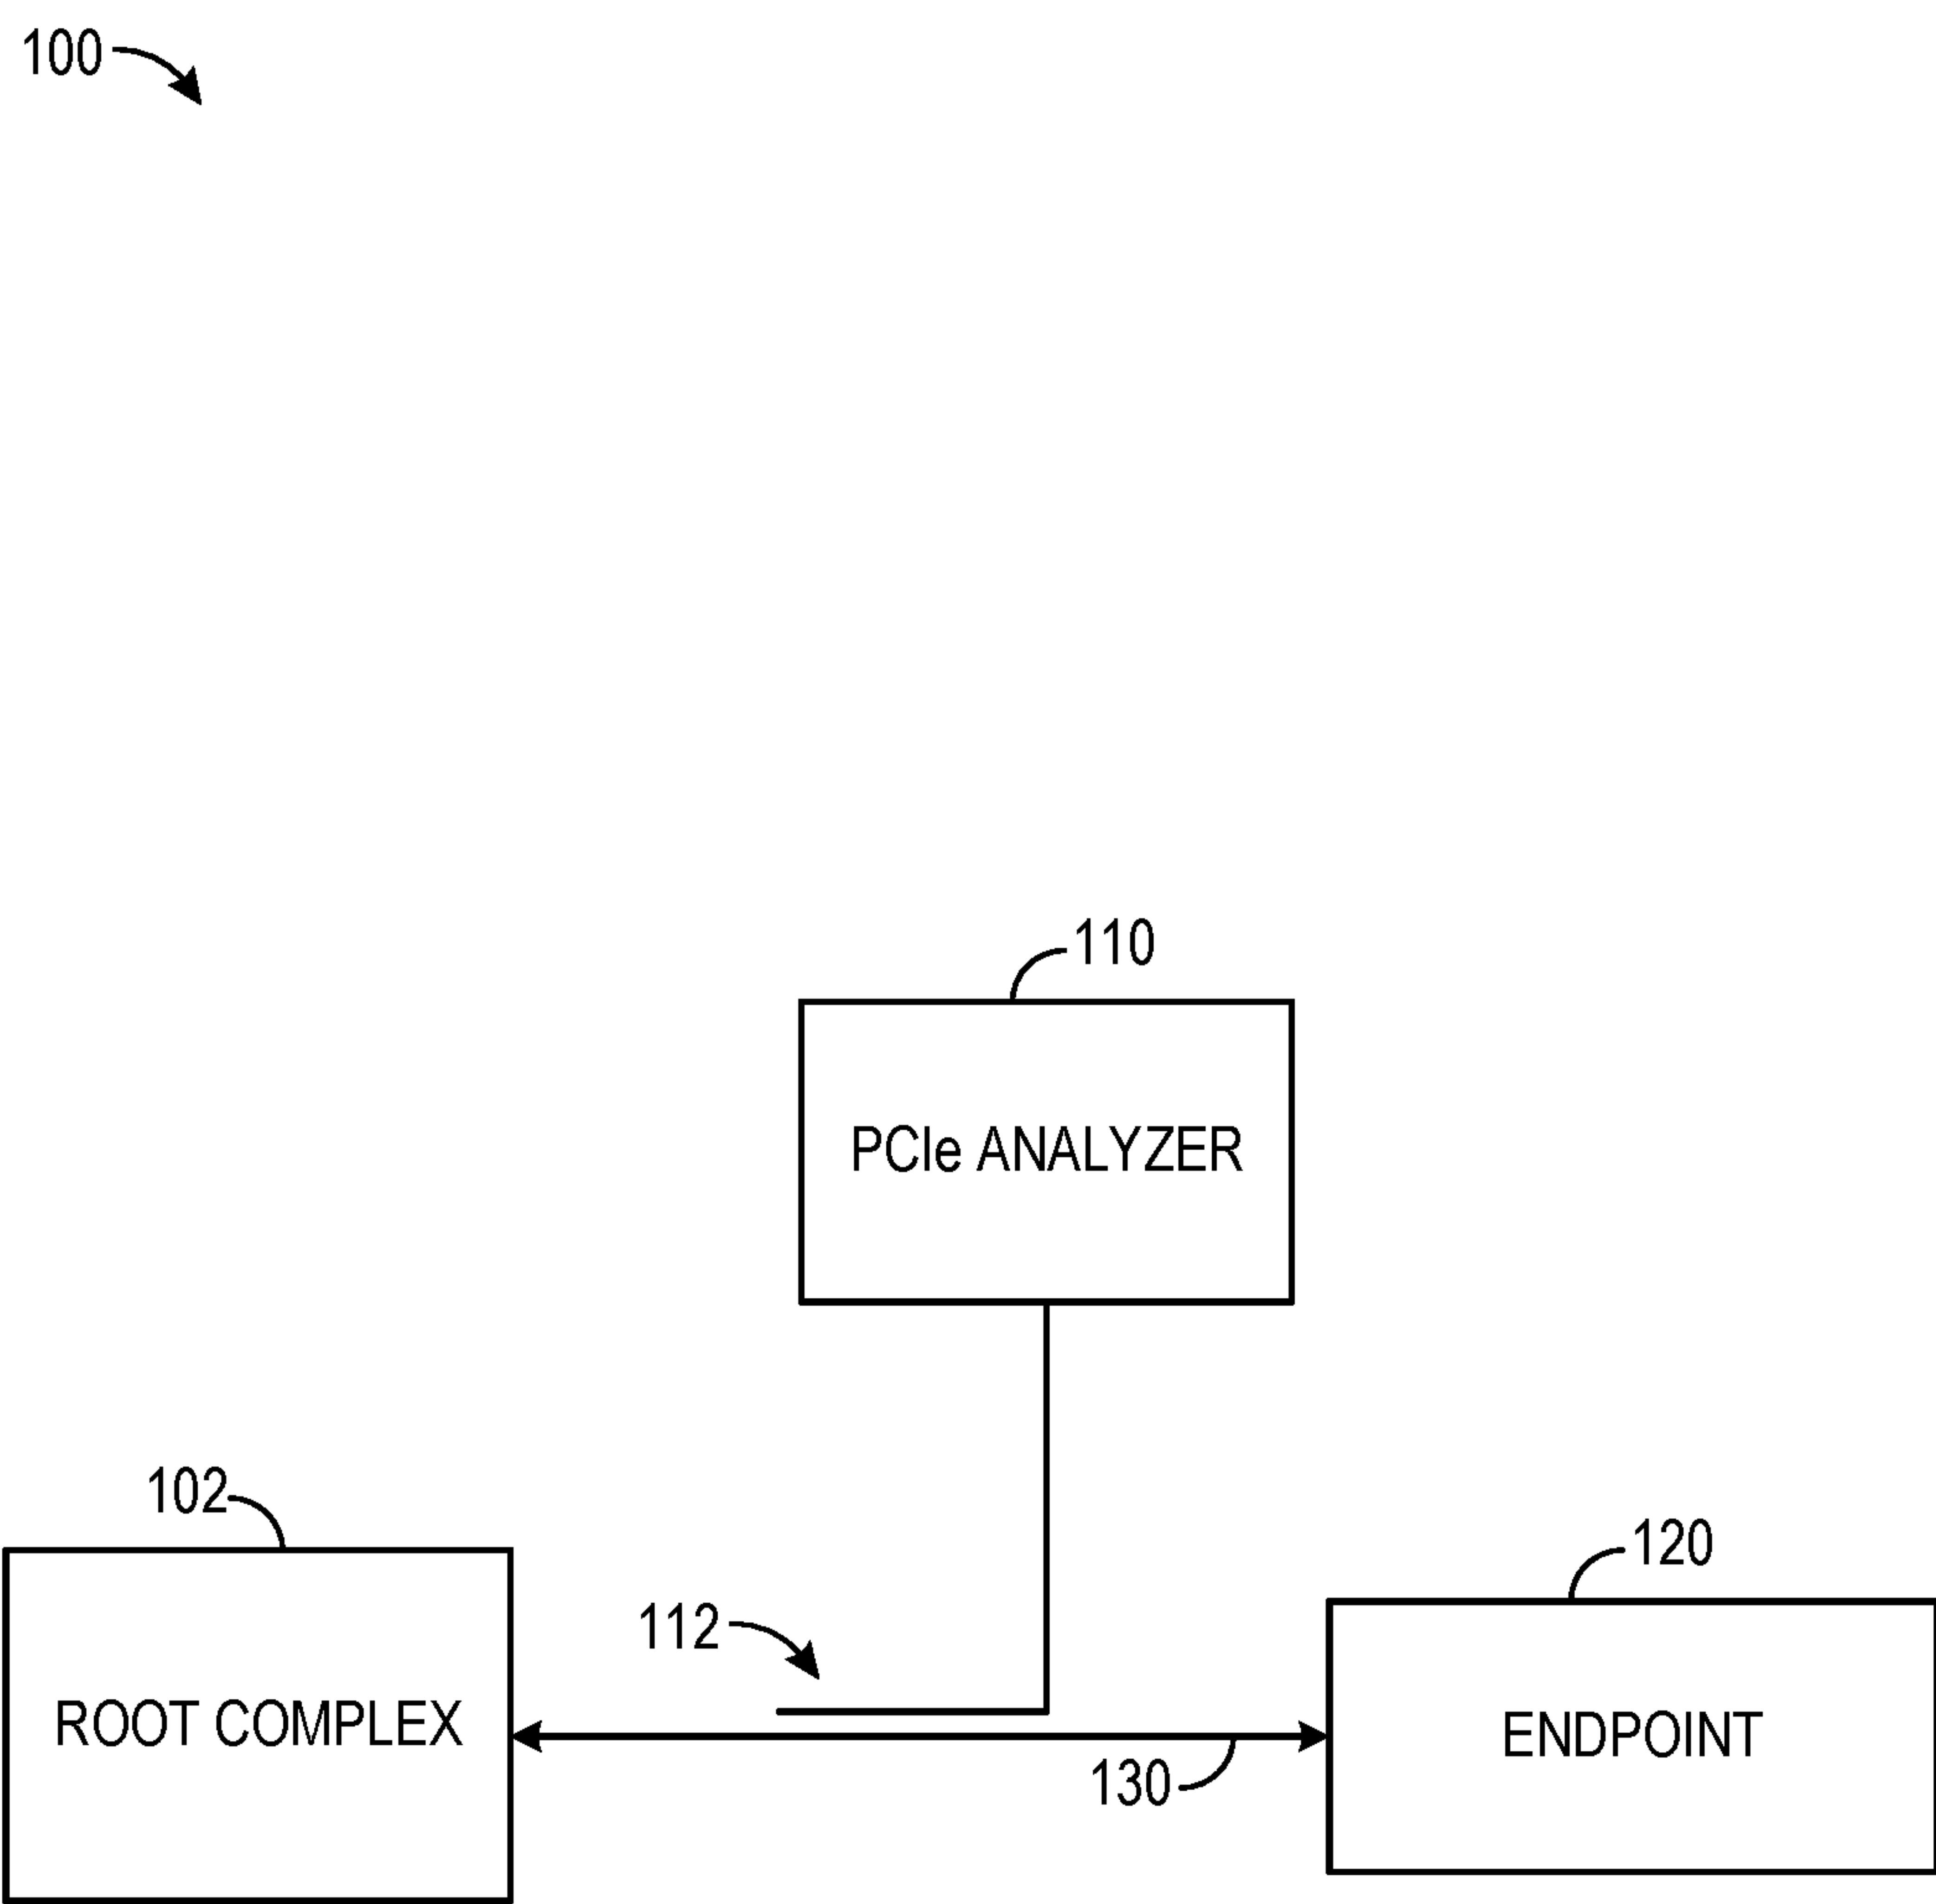 100
110
PCIe ANALYZER
102
120
112
ROOT COMPLEX
ENDPOINT
130